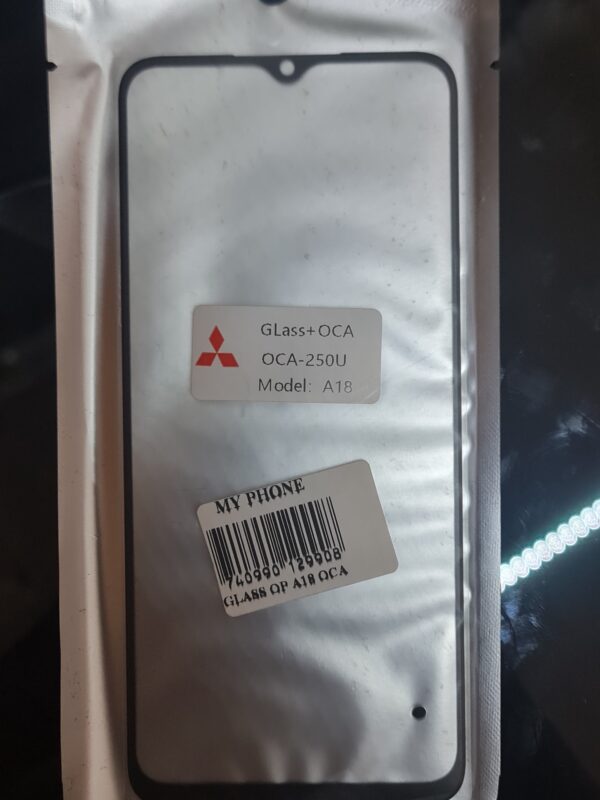 GLass+OCA
OCA-250U
Model: A18
MY PHONE
740990 129908
GLASS OP A18 OCA